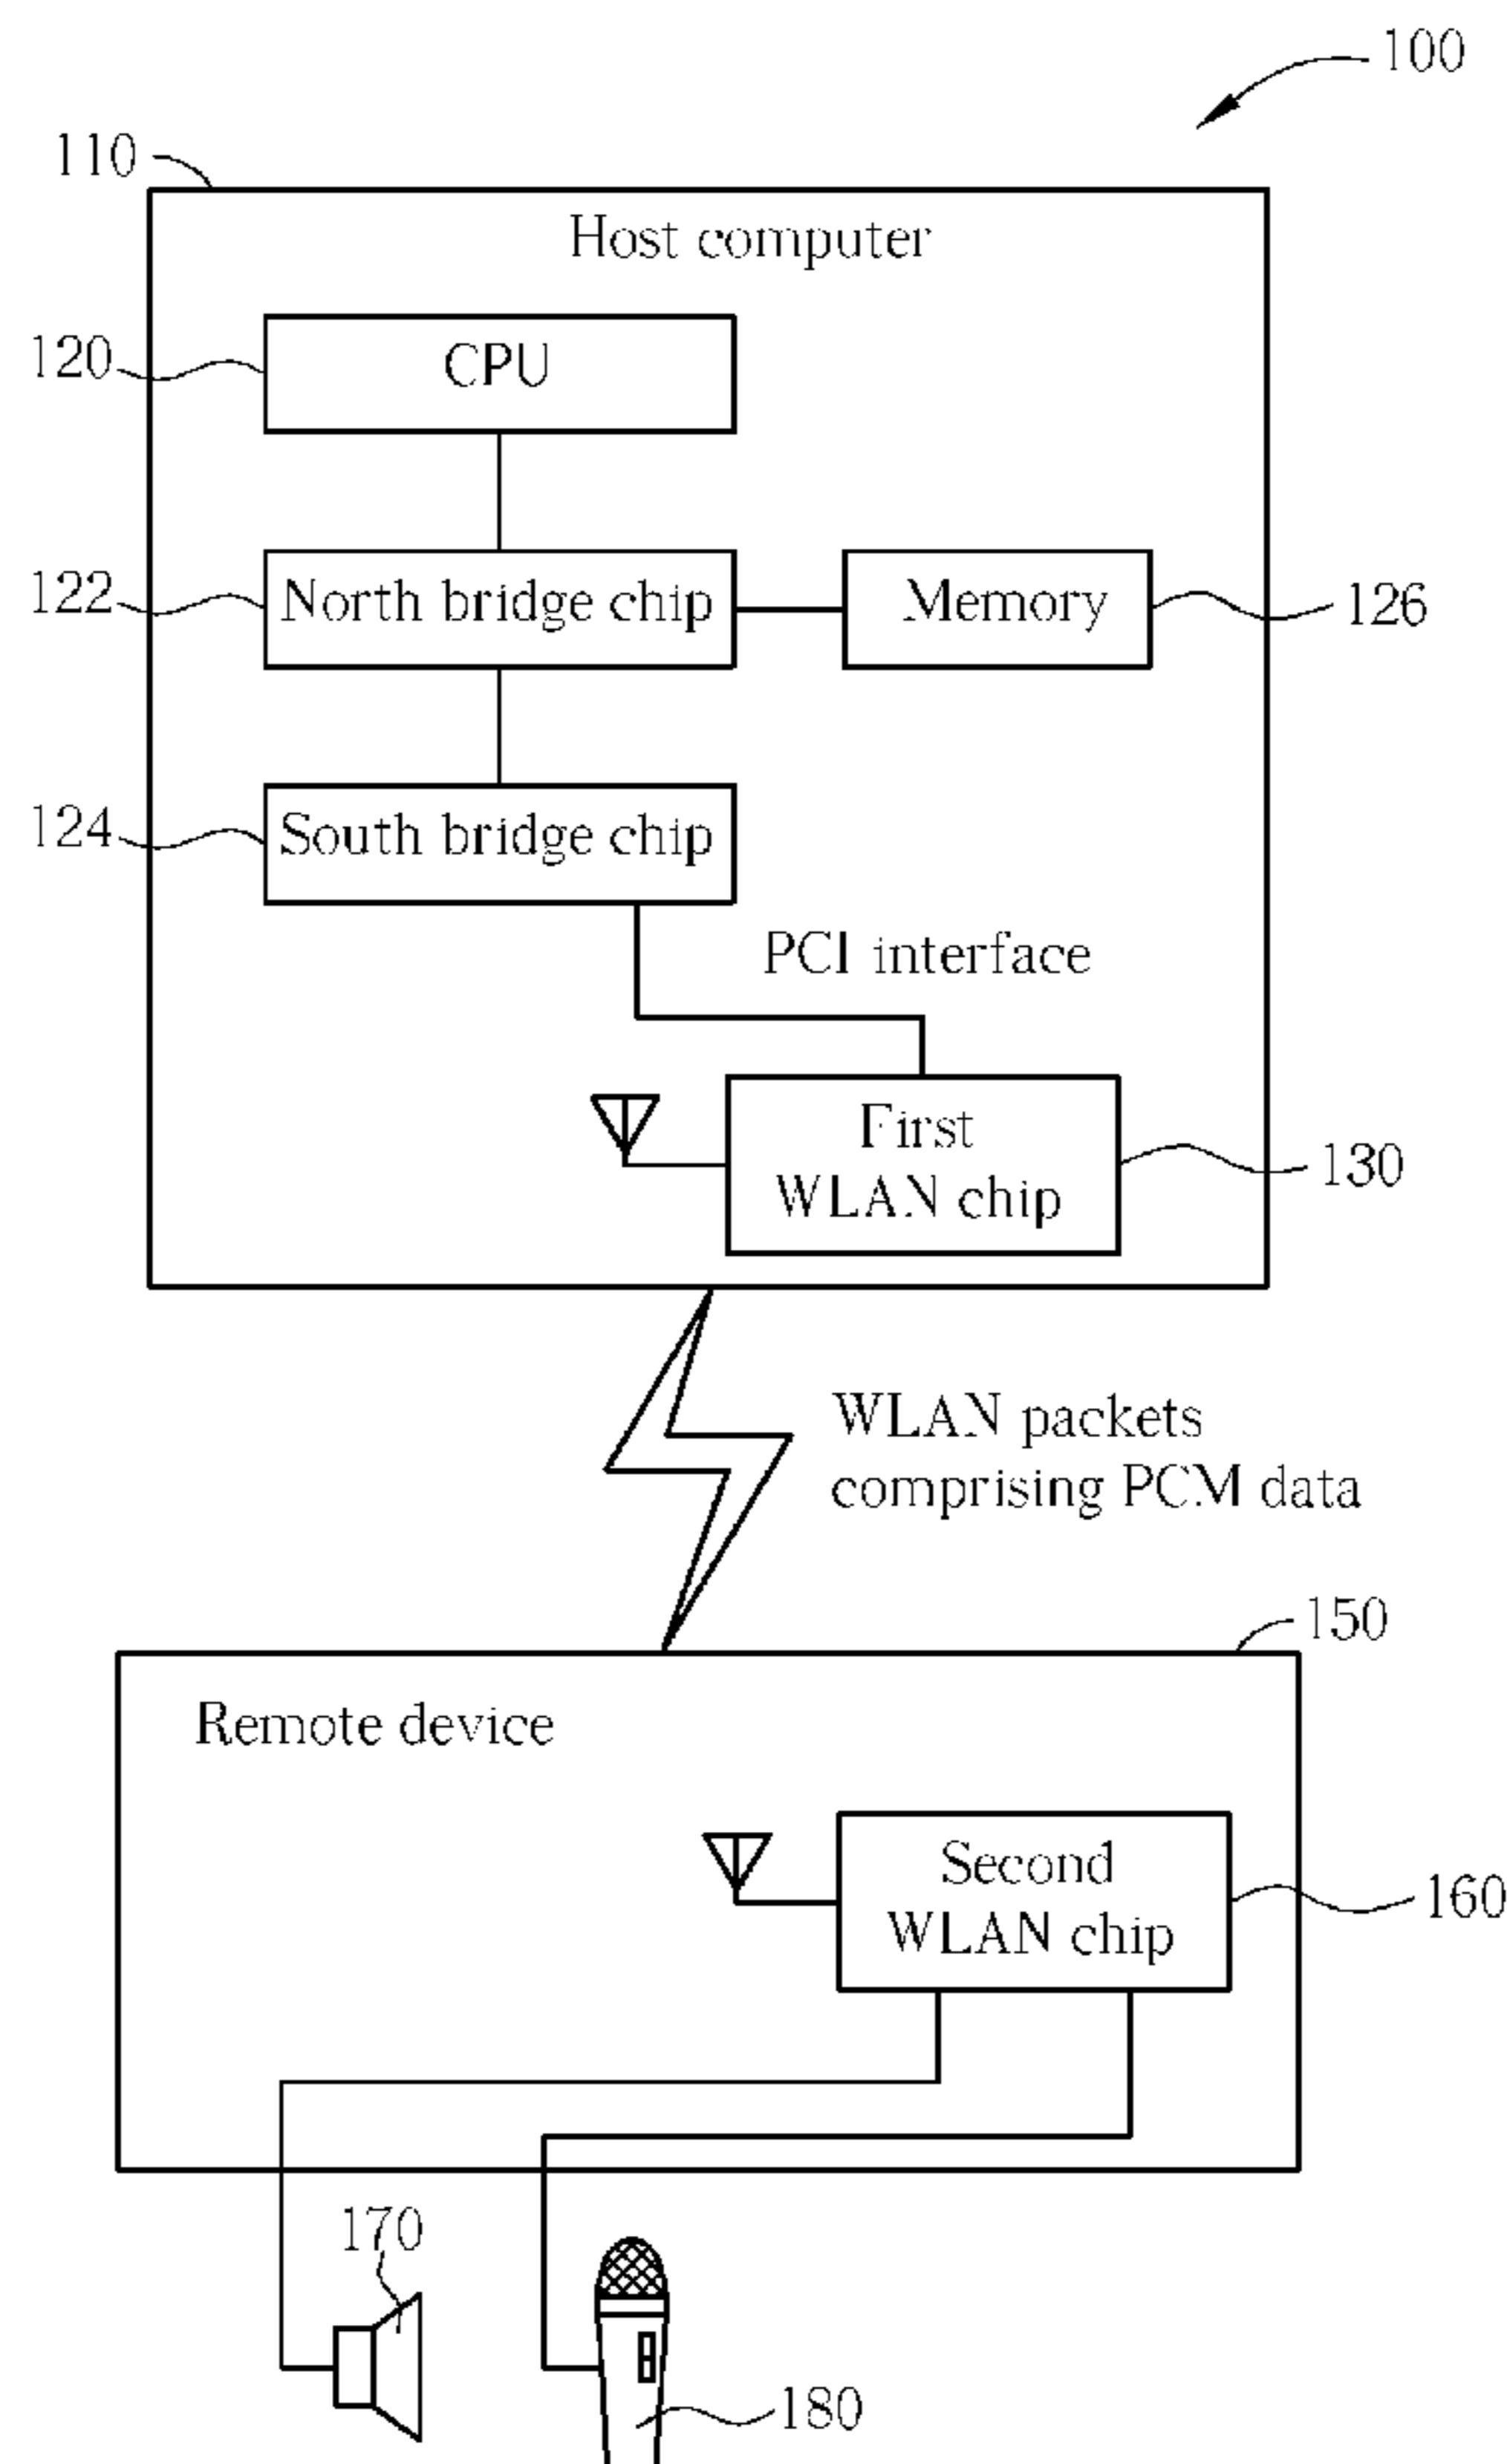 100
110
Host computer
120
CPU
122
North bridge chip
Memory
126
124
South bridge chip
PCI interface
First
WLAN chip
130
WLAN packets
comprising PCM data
150
Remote device
Second
WLAN chip
160
170
180